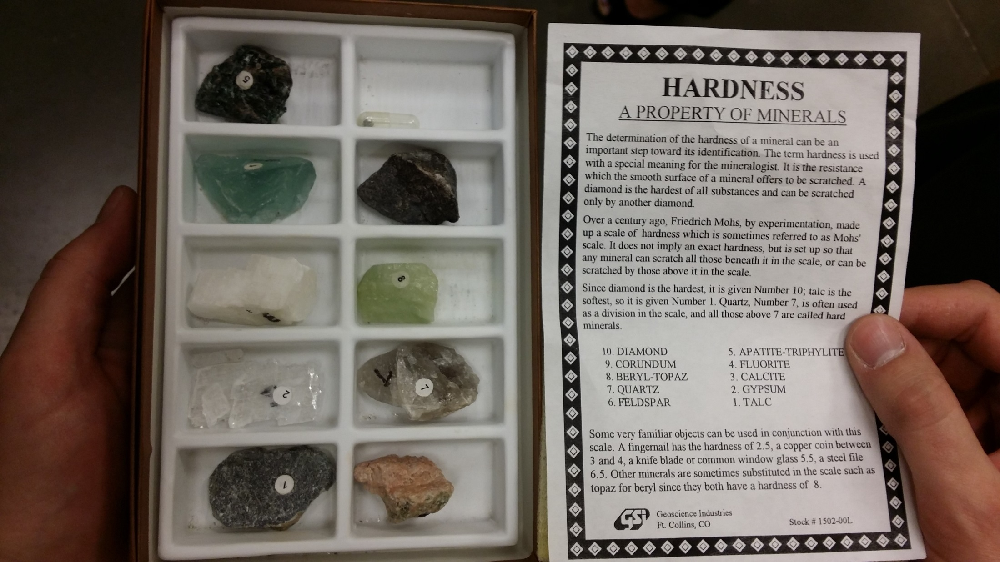 5
4
3
8
2
7
1
HARDNESS
A PROPERTY OF MINERALS
The determination of the hardness of a mineral can be an
important step toward its identification. The term hardness is used
with a special meaning for the mineralogist. It is the resistance
which the smooth surface of a mineral offers to be scratched. A
diamond is the hardest of all substances and can be scratched
only by another diamond.
Over a century ago, Friedrich Mohs, by experimentation, made
up a scale of hardness which is sometimes referred to as Mohs'
scale. It does not imply an exact hardness, but is set up so that
any mineral can scratch all those beneath it in the scale, or can be
scratched by those above it in the scale.
Since diamond is the hardest, it is given Number 10; talc is the
softest, so it is given Number 1. Quartz, Number 7, is often used
as a division in the scale, and all those above 7 are called hard
minerals.
10. DIAMOND
9. CORUNDUM
8. BERYL-TOPAZ
7. QUARTZ
6. FELDSPAR
5. APATITE-TRIPHYLITE
4. FLUORITE
3. CALCITE
2. GYPSUM
1. TALC
Some very familiar objects can be used in conjunction with this
scale. A fingernail has the hardness of 2.5, a copper coin between
3 and 4, a knife blade or common window glass 5.5, a steel file
6.5. Other minerals are sometimes substituted in the scale such as
topaz for beryl since they both have a hardness of 8.
GSI
Geoscience Industries
Ft. Collins, CO
Stock # 1502-00L